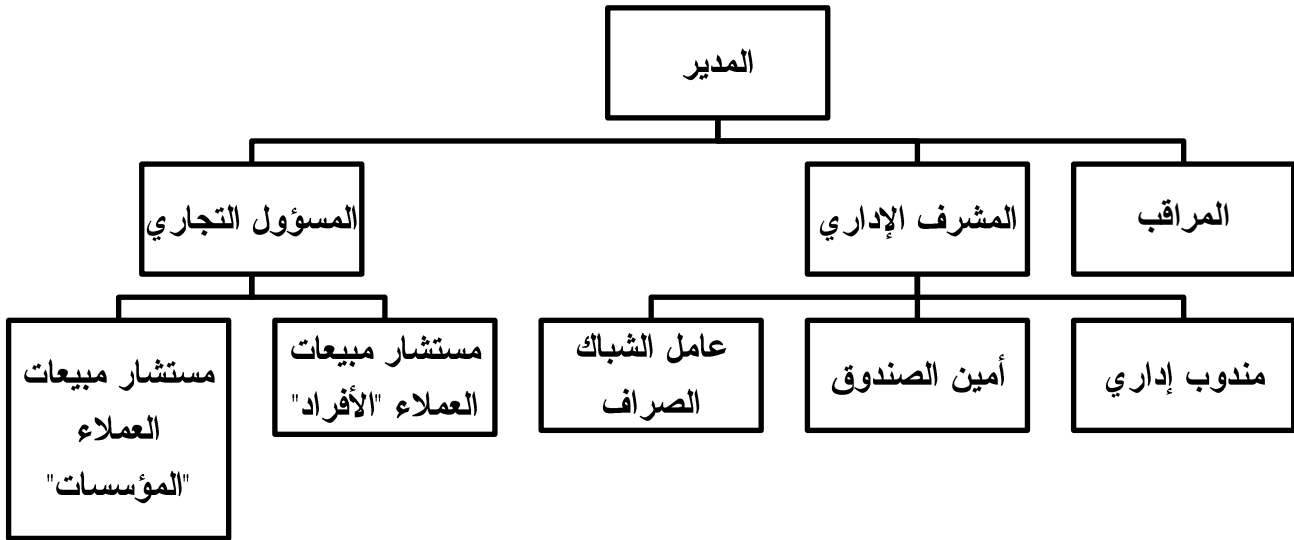 المدير
المراقب
المشرف الإداري
المسؤول التجاري
مندوب إداري
أمين الصندوق
عامل الشباك
الصراف
مستشار مبيعات
العملاء "الأفراد"
مستشار مبيعات
العملاء
"المؤسسات"